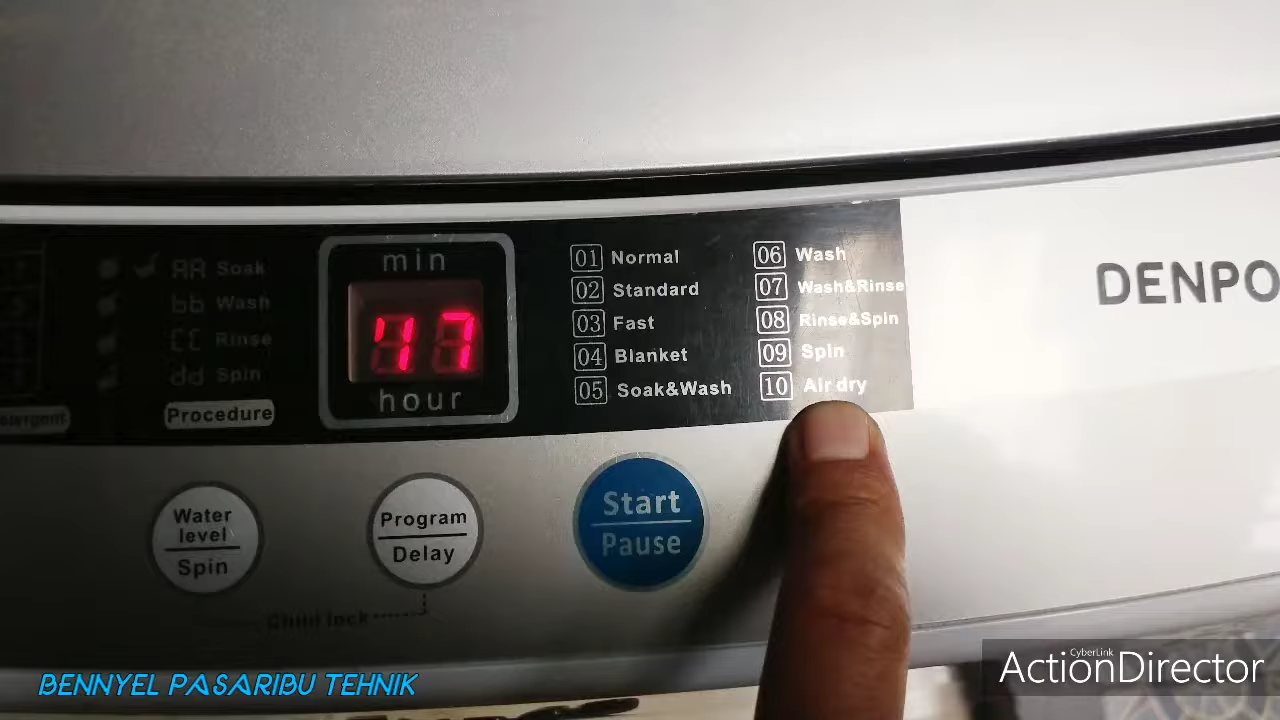 min
47
hour
AA Soak
bb Wash
CC Rinse
dd Spin
Procedure
01 Normal
02 Standard
03 Fast
04 Blanket
05 Soak&Wash
06 Wash
07 Wash&Rinse
08 Rinse&Spin
09 Spin
10 Air dry
DENPO
Water
level
Spin
Program
Delay
Start
Pause
Child lock
BENNYEL PASARIBU TEHNIK
CyberLink
ActionDirector